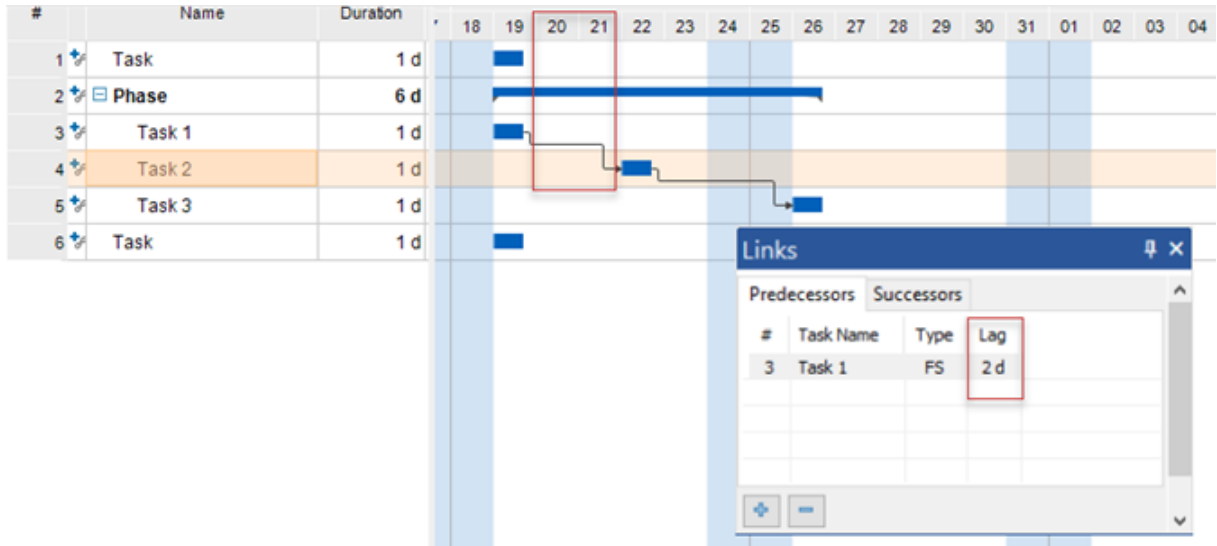 # Name Duration
18 19 20 21 22 23 24 25 26 27 28 29 30 31 01 02 03 04
1 Task 1 d
2 Phase 6 d
3 Task 1 1 d
4 Task 2 1 d
5 Task 3 1 d
6 Task 1 d
Links
Predecessors Successors
# Task Name Type Lag
3 Task 1 FS 2 d